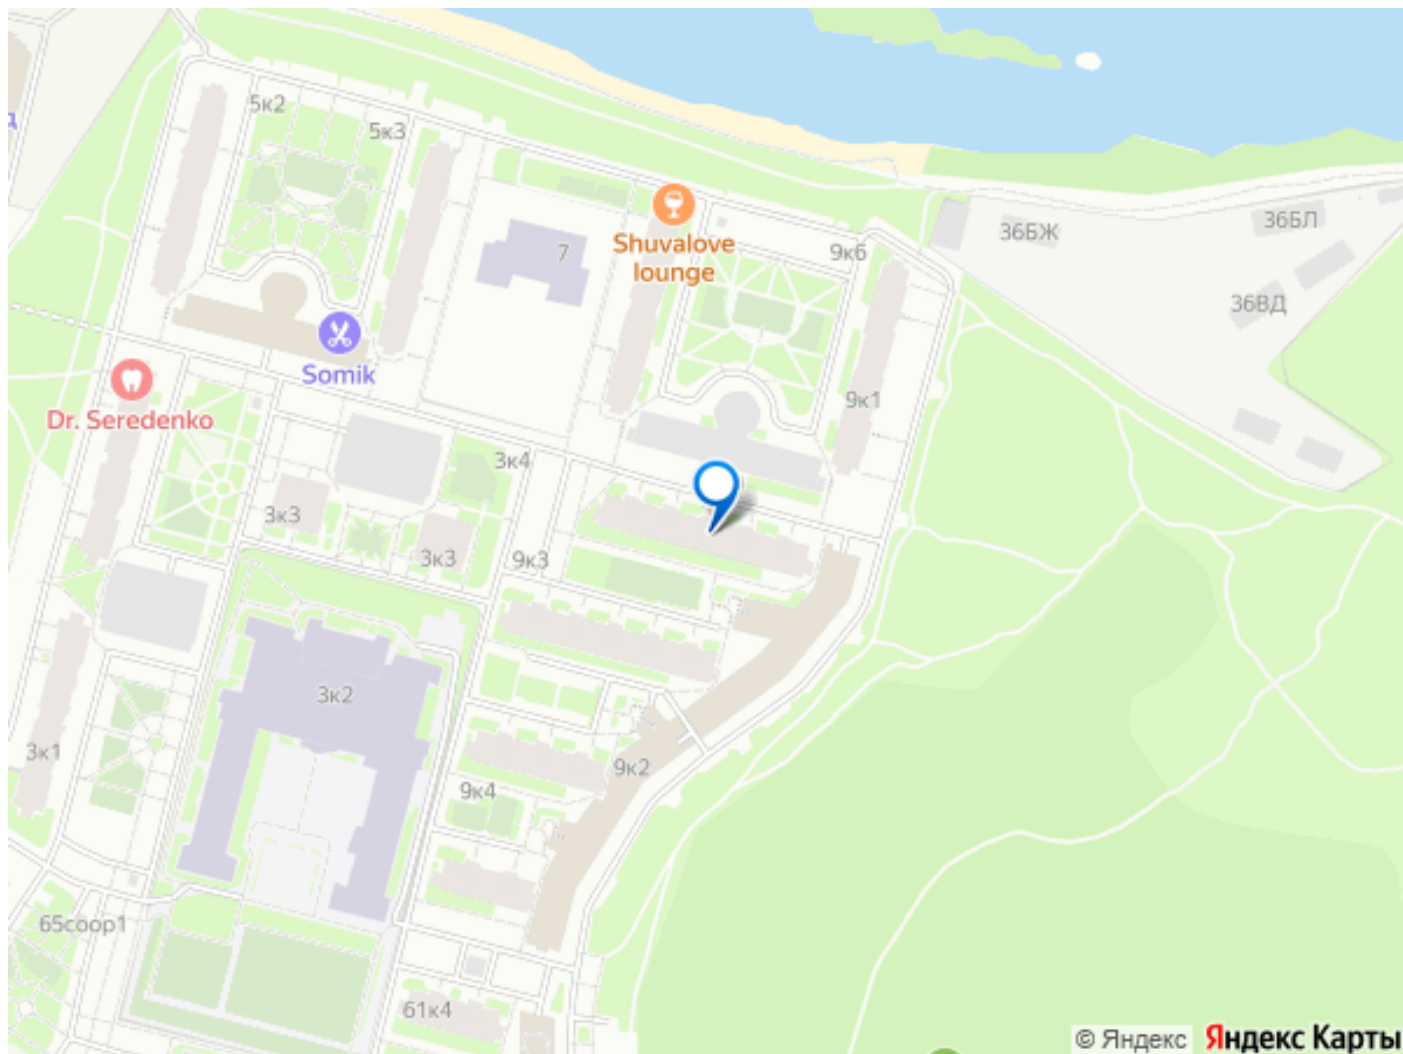 5к2
5к3
д
Shuvalove
lounge
7
9к6
36БЖ
36БЛ
36ВД
Somik
Dr. Seredenko
9к1
3к4
3к3
3к3
9к3
3к2
3к1
9к2
9к4
65соор1
61к4
© Яндекс
Яндекс Карты